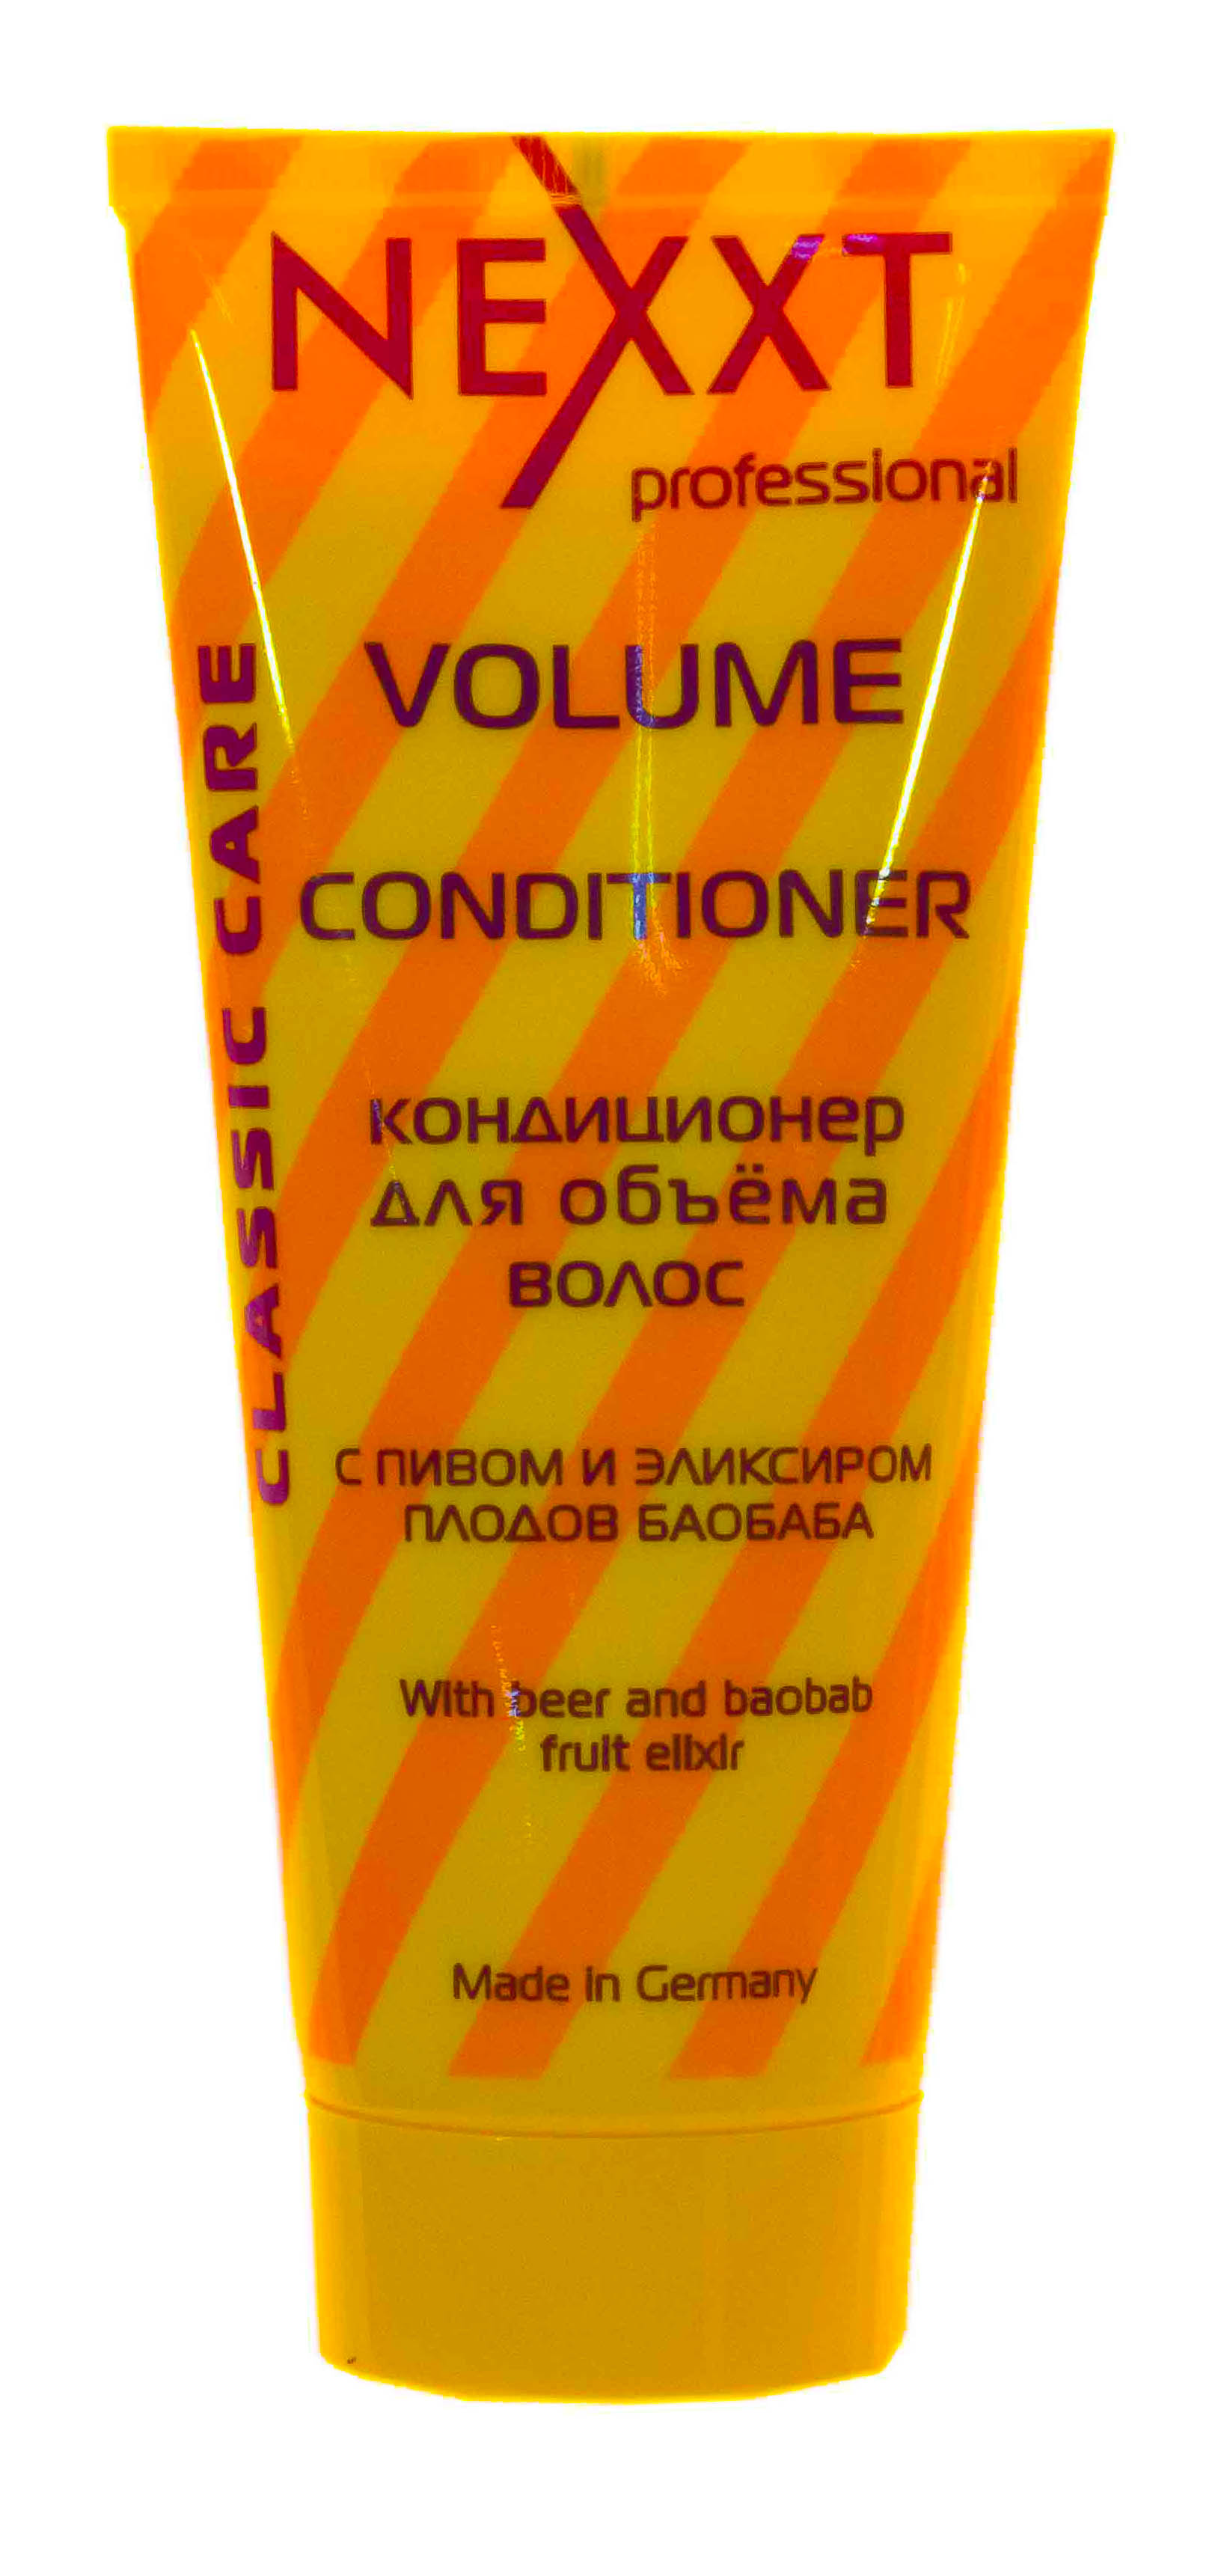 NEXXT
professional
VOLUME
CONDITIONER
CLASSIC CARE
кондиционер
для объёма
волос
С ПИВОМ И ЭЛИКСИРОМ
ПЛОДОВ БАОБАБА
With beer and baobab
fruit elixir
Made in Germany